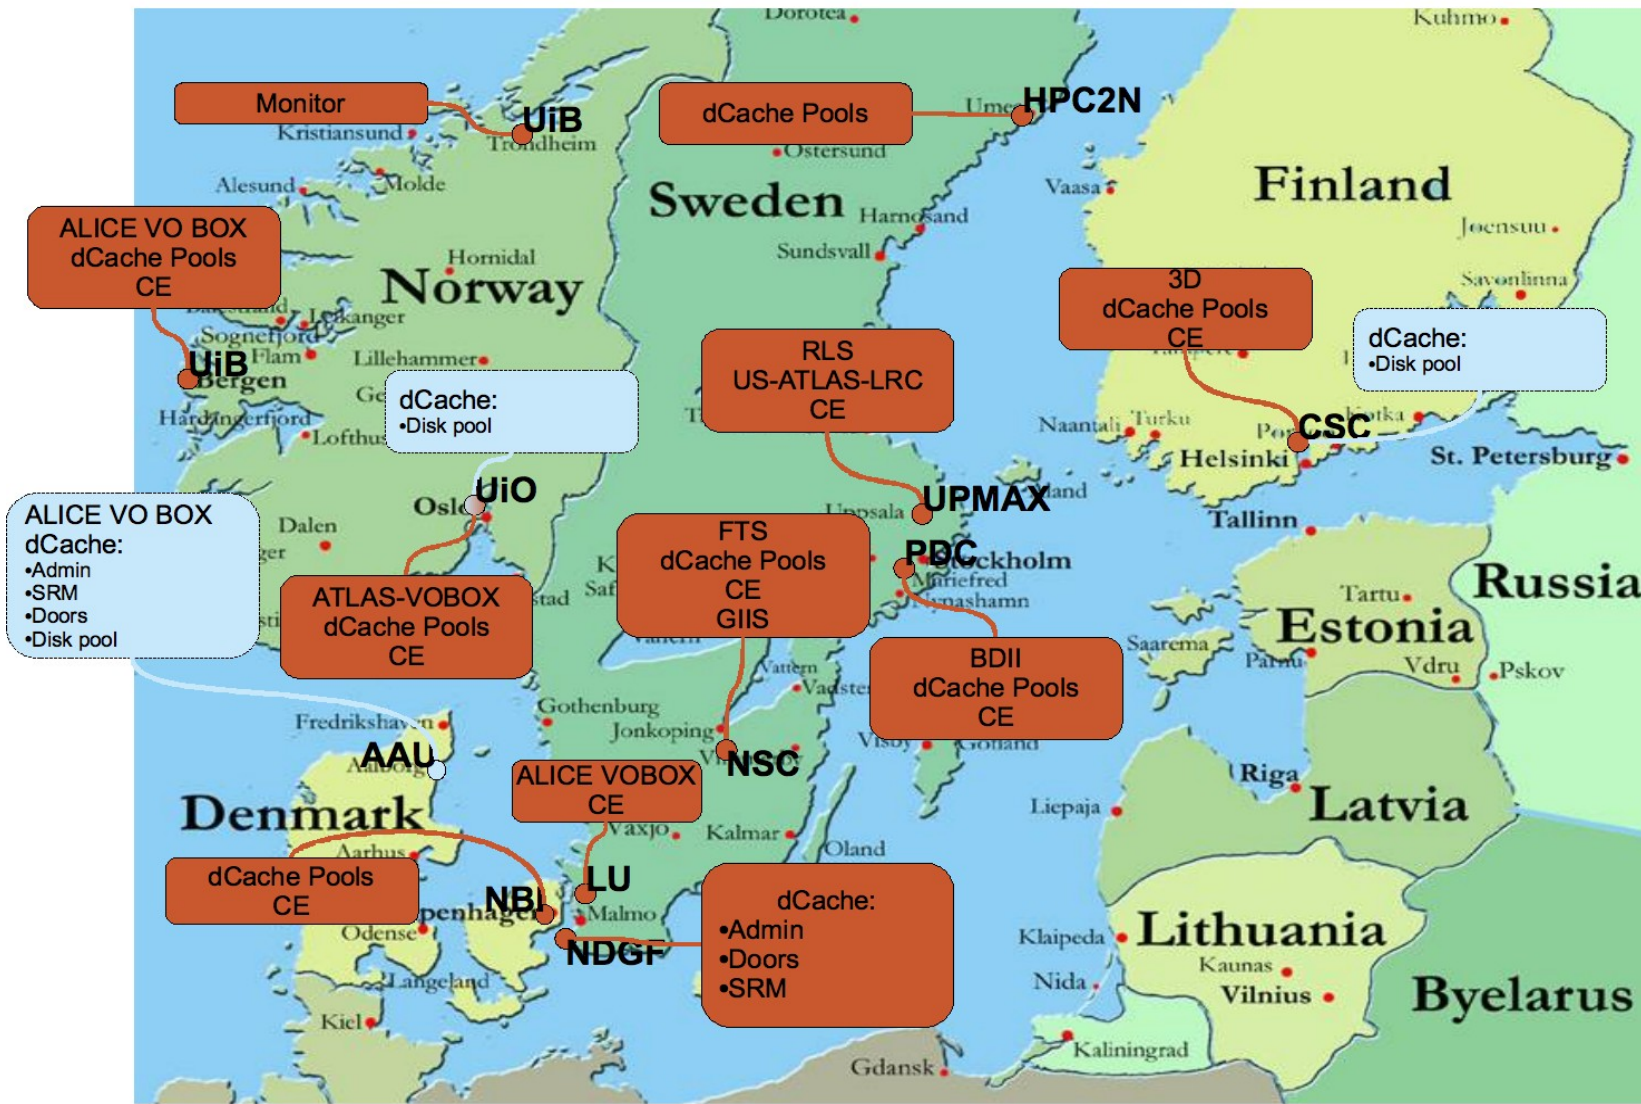 Dorotea
Kuhmo
Monitor
UiB
Kristiansund
Trondheim
dCache Pools
HPC2N
Ostersund
Alesund
Molde
Sweden
Vaasa
Finland
Harnosand
Sundsvall
Joensuu
Savonlinna
ALICE VO BOX
dCache Pools
CE
Hornidal
Norway
3D
dCache Pools
CE
dCache:
•Disk pool
Sognefjord
Flam
Lillehammer
UiB
Bergen
Hardangerfjord
RLS
US-ATLAS-LRC
CE
dCache:
•Disk pool
Naantali
Turku
CSC
Helsinki
St. Petersburg
UiO
ALICE VO BOX
dCache:
•Admin
•SRM
•Doors
•Disk pool
Dalen
UPMAX
Uppsala
Tallinn
FTS
dCache Pools
CE
GIIS
PDC
Stockholm
Mariefred
Nynashamn
ATLAS-VOBOX
dCache Pools
CE
Russia
Tartu
Estonia
Saarema
Parnu
Vdru
Pskov
BDII
dCache Pools
CE
Vattern
Gothenburg
Jonkoping
Fredrikshaven
AAU
Aalborg
NSC
Visby
Gotland
Riga
Latvia
Liepaja
Denmark
ALICE VOBOX
CE
Vaxjo
Kalmar
Oland
Aarhus
dCache Pools
CE
NBI
LU
Malmo
Odense
NDGF
dCache:
•Admin
•Doors
•SRM
Langeland
Kiel
Klaipeda
Lithuania
Kaunas
Nida
Vilnius
Byelarus
Kaliningrad
Gdansk